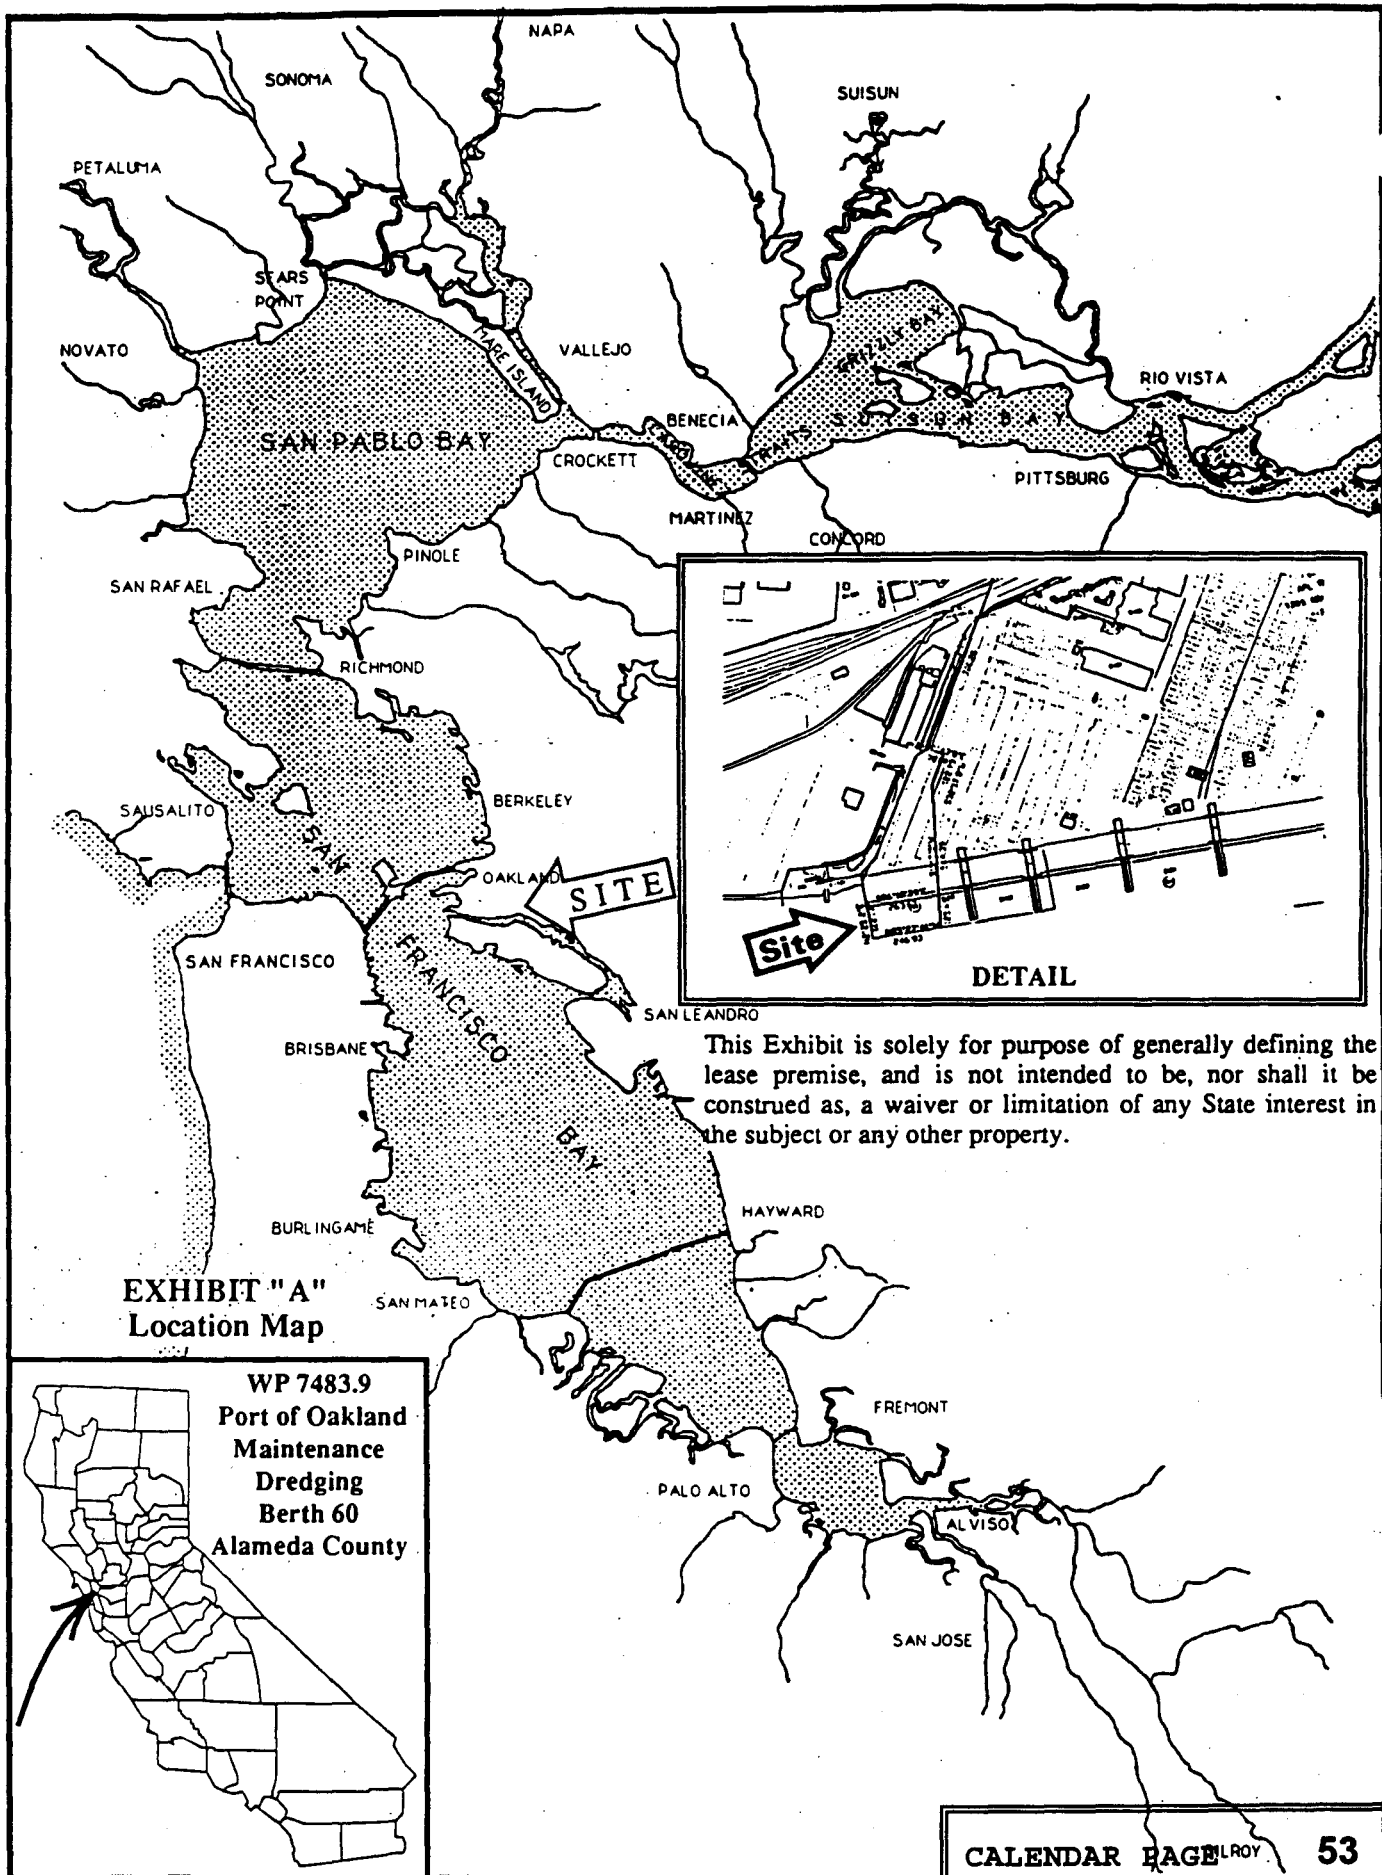 NAPA
SONOMA
SUISUN
PETALUMA
SEARS
POINT
GRIZZLY BAY
NOVATO
MARE ISLAND
VALLEJO
RIO VISTA
BENECIA
SUISUN BAY
SAN PABLO BAY
CROCKETT
STRAITS
PITTSBURG
MARTINEZ
CONCORD
PINOLE
SAN RAFAEL
RICHMOND
BERKELEY
SAUSALITO
SAN
OAKLAND
SITE
FRANCISCO
BAY
SAN FRANCISCO
Site
DETAIL
SAN LEANDRO
BRISBANE
This Exhibit is solely for purpose of generally defining the
lease premise, and is not intended to be, nor shall it be
construed as, a waiver or limitation of any State interest in
the subject or any other property.
HAYWARD
BURLINGAME
EXHIBIT "A"
Location Map
SAN MATEO
WP 7483.9
Port of Oakland
Maintenance
Dredging
Berth 60
Alameda County
FREMONT
PALO ALTO
ALVISO
SAN JOSE
CALENDAR PAGE 53